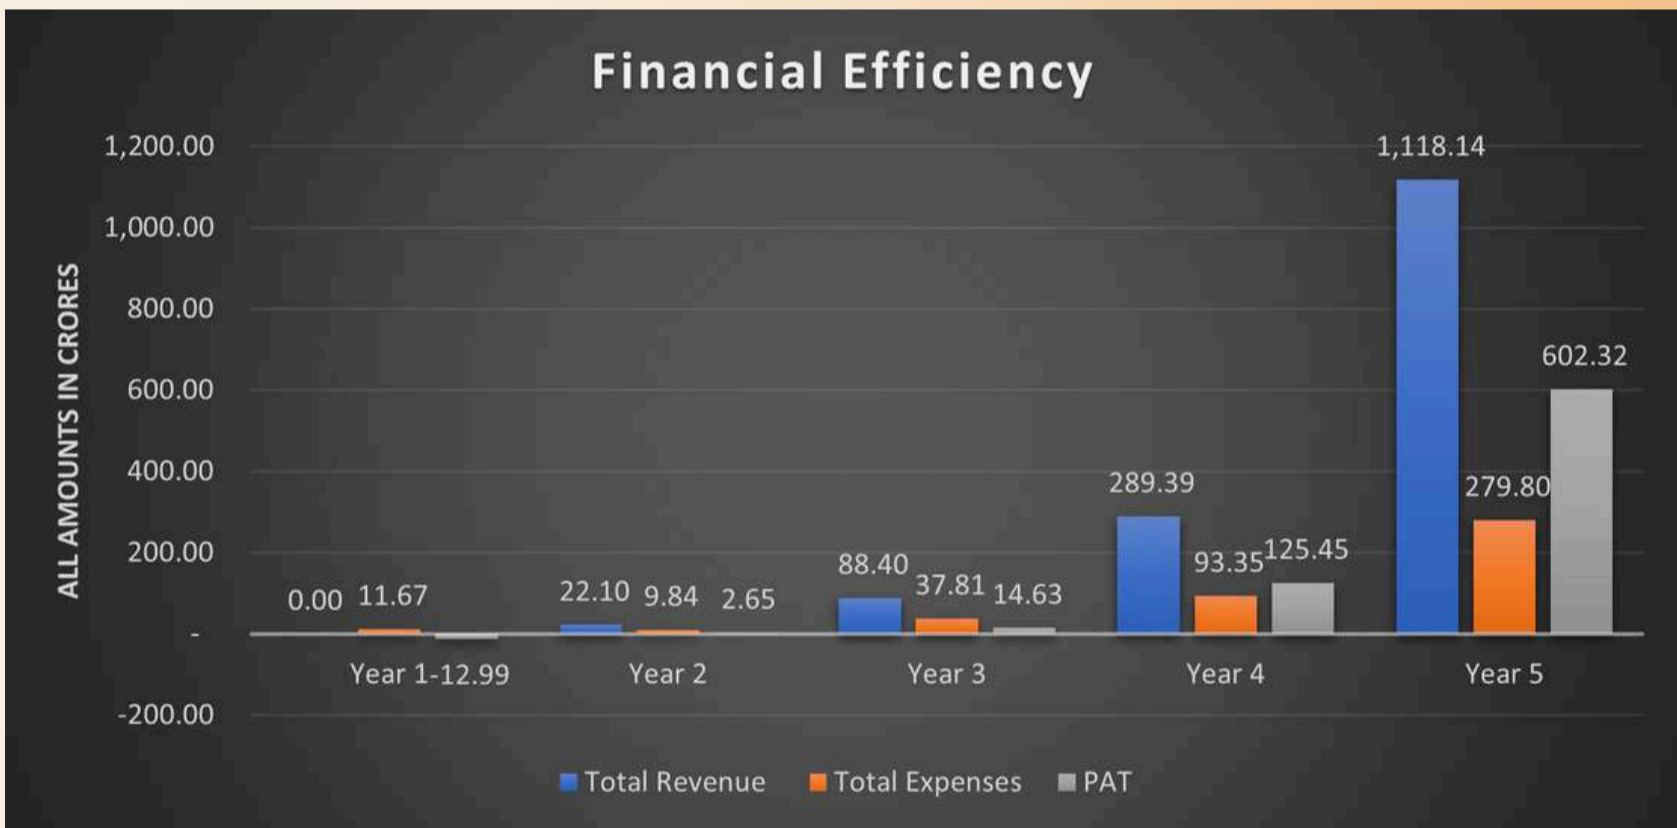 Financial Efficiency
ALL AMOUNTS IN CRORES
1,200.00
1,000.00
800.00
600.00
400.00
200.00
-
-200.00
0.00 11.67 -12.99
22.10 9.84 2.65
88.40 37.81 14.63
289.39 93.35 125.45
1,118.14 279.80 602.32
Year 1 Year 2 Year 3 Year 4 Year 5
Total Revenue Total Expenses PAT